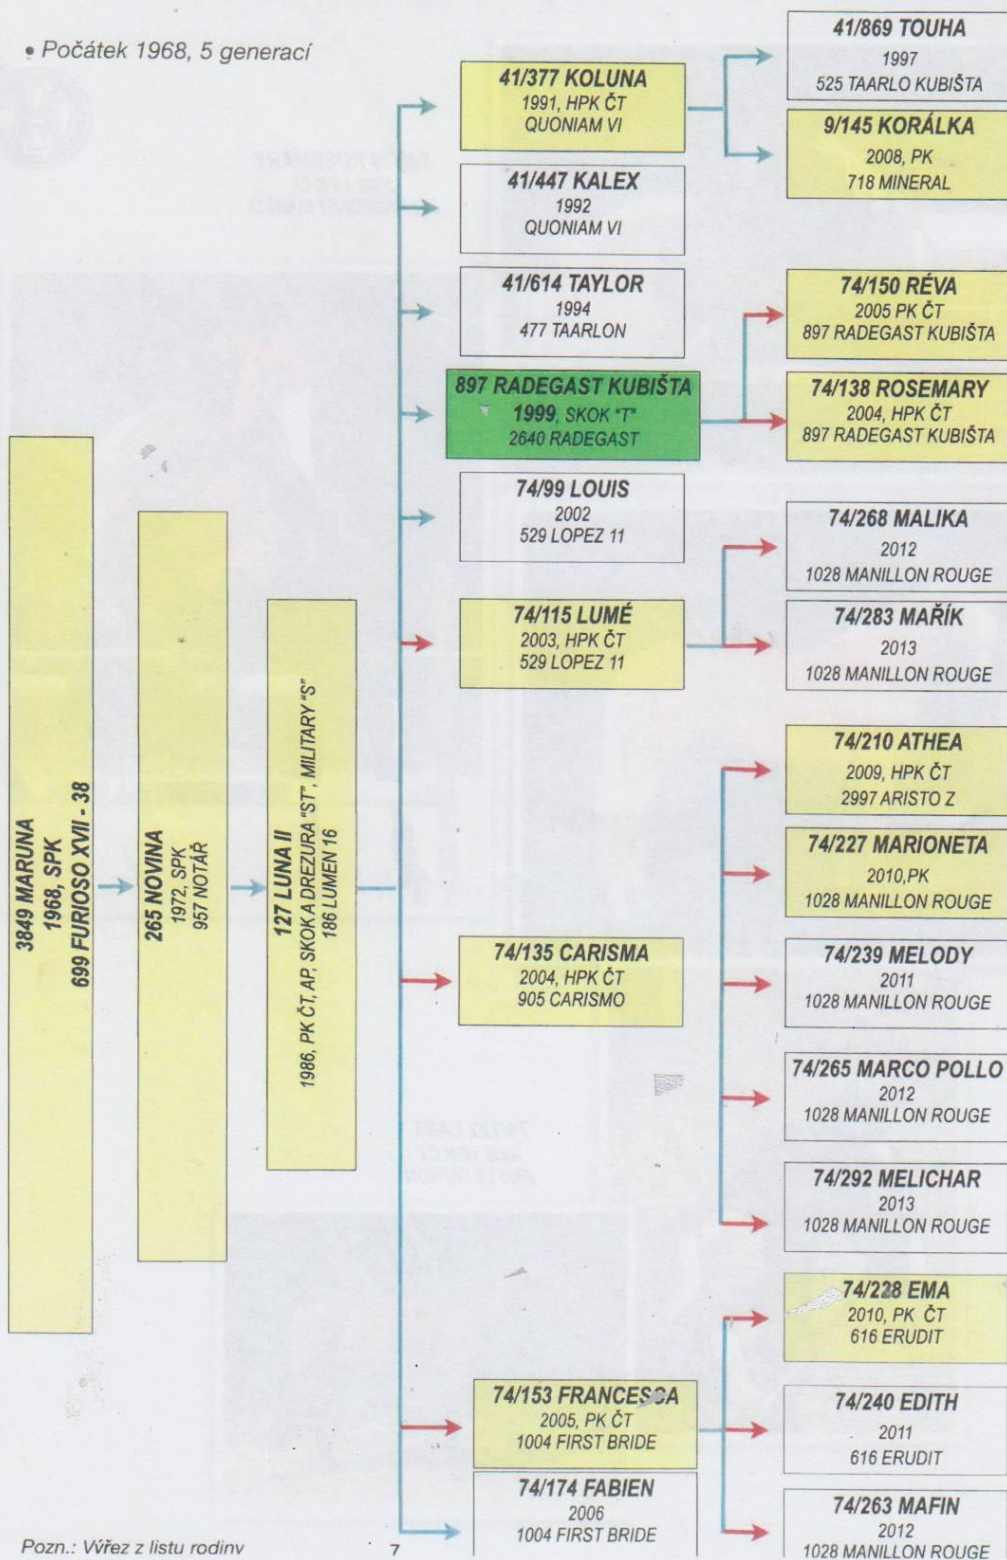 • Počátek 1968, 5 generací
3849 MARUNA
1968, SPK
699 FURIOSO XVII - 38
265 NOVINA
1972, SPK
957 NOTÁŘ
127 LUNA II
1986, PK ČT, AP, SKOK A DREZURA "ST", MILITARY "S"
186 LUMEN 16
41/377 KOLUNA
1991, HPK ČT
QUONIAM VI
41/447 KALEX
1992
QUONIAM VI
41/614 TAYLOR
1994
477 TAARLON
897 RADEGAST KUBIŠTA
1999, SKOK "T"
2640 RADEGAST
74/99 LOUIS
2002
529 LOPEZ 11
74/115 LUMÉ
2003, HPK ČT
529 LOPEZ 11
74/135 CARISMA
2004, HPK ČT
905 CARISMO
74/153 FRANCESCA
2005, PK ČT
1004 FIRST BRIDE
74/174 FABIEN
2006
1004 FIRST BRIDE
41/869 TOUHA
1997
525 TAARLO KUBIŠTA
9/145 KORÁLKA
2008, PK
718 MINERAL
74/150 RÉVA
2005 PK ČT
897 RADEGAST KUBIŠTA
74/138 ROSEMARY
2004, HPK ČT
897 RADEGAST KUBIŠTA
74/268 MALIKA
2012
1028 MANILLON ROUGE
74/283 MAŘÍK
2013
1028 MANILLON ROUGE
74/210 ATHEA
2009, HPK ČT
2997 ARISTO Z
74/227 MARIONETA
2010,PK
1028 MANILLON ROUGE
74/239 MELODY
2011
1028 MANILLON ROUGE
74/265 MARCO POLLO
2012
1028 MANILLON ROUGE
74/292 MELICHAR
2013
1028 MANILLON ROUGE
74/228 EMA
2010, PK ČT
616 ERUDIT
74/240 EDITH
2011
616 ERUDIT
74/263 MAFIN
2012
1028 MANILLON ROUGE
Pozn.: Výřez z listu rodiny
7